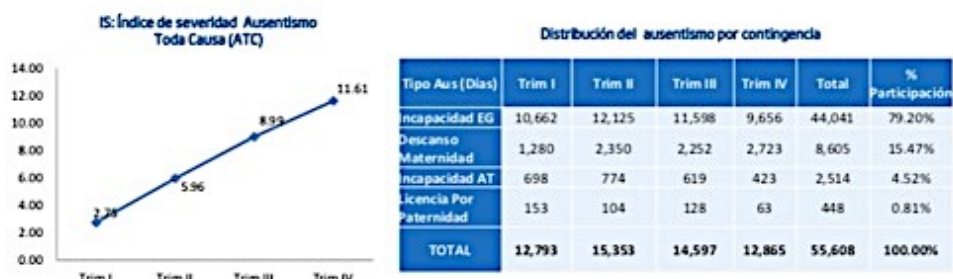 IS: Índice de severidad Ausentismo
Toda Causa (ATC)
14.00
12.00
10.00
8.00
6.00
4.00
2.00
0.00
2.75
5.96
8.99
11.61
Trim I
Trim II
Trim III
Trim IV
Distribución del ausentismo por contingencia
Tipo Aus (Días) Trim I Trim II Trim III Trim IV Total % Participación
Incapacidad EG 10,662 12,125 11,598 9,656 44,041 79.20%
Descanso Maternidad 1,280 2,350 2,252 2,723 8,605 15.47%
Incapacidad AT 698 774 619 423 2,514 4.52%
Licencia Por Paternidad 153 104 128 63 448 0.81%
TOTAL 12,793 15,353 14,597 12,865 55,608 100.00%